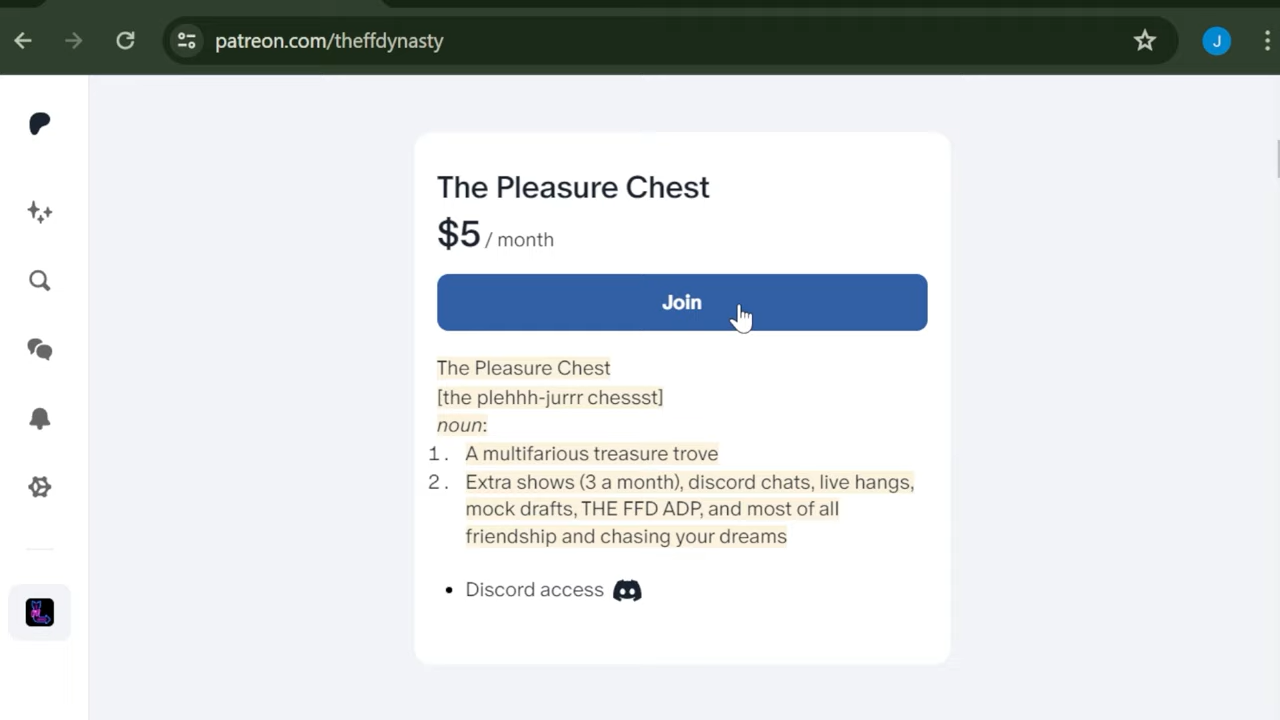 patreon.com/theffdynasty
J
The Pleasure Chest
$5 / month
Join
The Pleasure Chest
[the plehhh-jurrr chessst]
noun:
1. A multifarious treasure trove
2. Extra shows (3 a month), discord chats, live hangs,
mock drafts, THE FFD ADP, and most of all
friendship and chasing your dreams
• Discord access